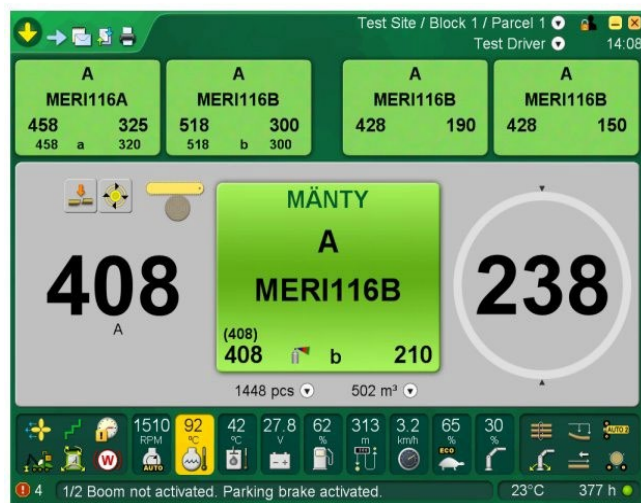 Test Site / Block 1 / Parcel 1
Test Driver 14:08
A
MERI116A
458 325
458 a 320
A
MERI116B
518 300
518 b 300
A
MERI116B
428 190
A
MERI116B
428 150
408
A
MÄNTY
A
MERI116B
(408)
408 b 210
238
1448 pcs 502 m³
1510
RPM
AUTO
92
°C
42
°C
27.8
V
62
%
313
m
3.2
km/h
65
%
ECO
30
%
AUTO 2
W
4 1/2 Boom not activated. Parking brake activated. 23°C 377 h